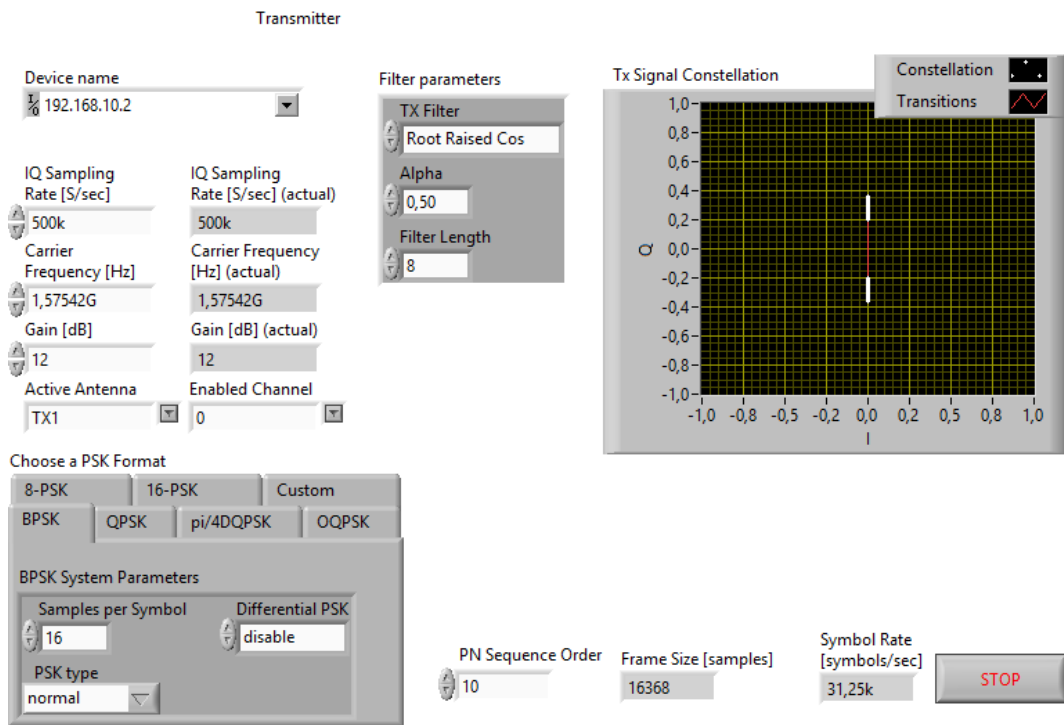 Transmitter
Device name
192.168.10.2
IQ Sampling
Rate [S/sec]
500k
IQ Sampling
Rate [S/sec] (actual)
500k
Carrier
Frequency [Hz]
1,57542G
Carrier Frequency
[Hz] (actual)
1,57542G
Gain [dB]
12
Gain [dB] (actual)
12
Active Antenna
TX1
Enabled Channel
0
Filter parameters
TX Filter
Root Raised Cos
Alpha
0,50
Filter Length
8
Tx Signal Constellation
Constellation
Transitions
1,0
0,8
0,6
0,4
0,2
0,0
-0,2
-0,4
-0,6
-0,8
-1,0
Q
-1,0 -0,8 -0,5 -0,2 0,0 0,2 0,5 0,8 1,0
I
Choose a PSK Format
8-PSK 16-PSK Custom
BPSK QPSK pi/4DQPSK OQPSK
BPSK System Parameters
Samples per Symbol
16
Differential PSK
disable
PSK type
normal
PN Sequence Order
10
Frame Size [samples]
16368
Symbol Rate
[symbols/sec]
31,25k
STOP